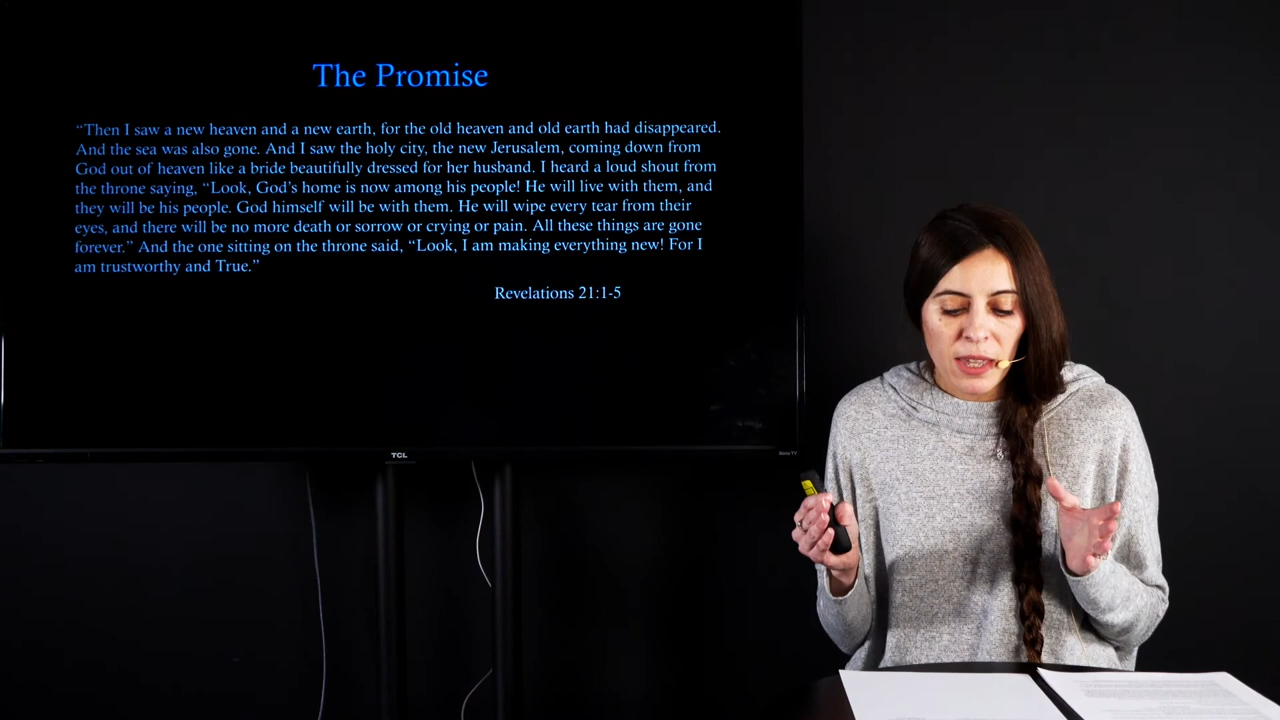 The Promise
“Then I saw a new heaven and a new earth, for the old heaven and old earth had disappeared.
And the sea was also gone. And I saw the holy city, the new Jerusalem, coming down from
God out of heaven like a bride beautifully dressed for her husband. I heard a loud shout from
the throne saying, “Look, God’s home is now among his people! He will live with them, and
they will be his people. God himself will be with them. He will wipe every tear from their
eyes, and there will be no more death or sorrow or crying or pain. All these things are gone
forever.” And the one sitting on the throne said, “Look, I am making everything new! For I
am trustworthy and True.”
Revelations 21:1-5
TCL
Roku TV